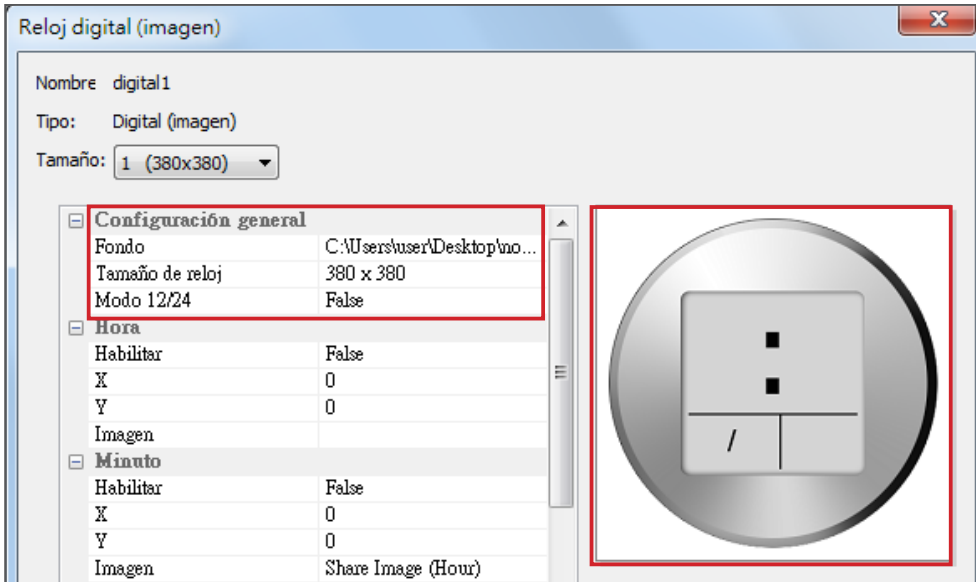 Reloj digital (imagen)
Nombre digital1
Tipo: Digital (imagen)
Tamaño: 1 (380x380)
Configuración general
Fondo C:\Users\user\Desktop\no...
Tamaño de reloj 380 x 380
Modo 12/24 False
Hora
Habilitar False
X 0
Y 0
Imagen
Minuto
Habilitar False
X 0
Y 0
Imagen Share Image (Hour)
:
/